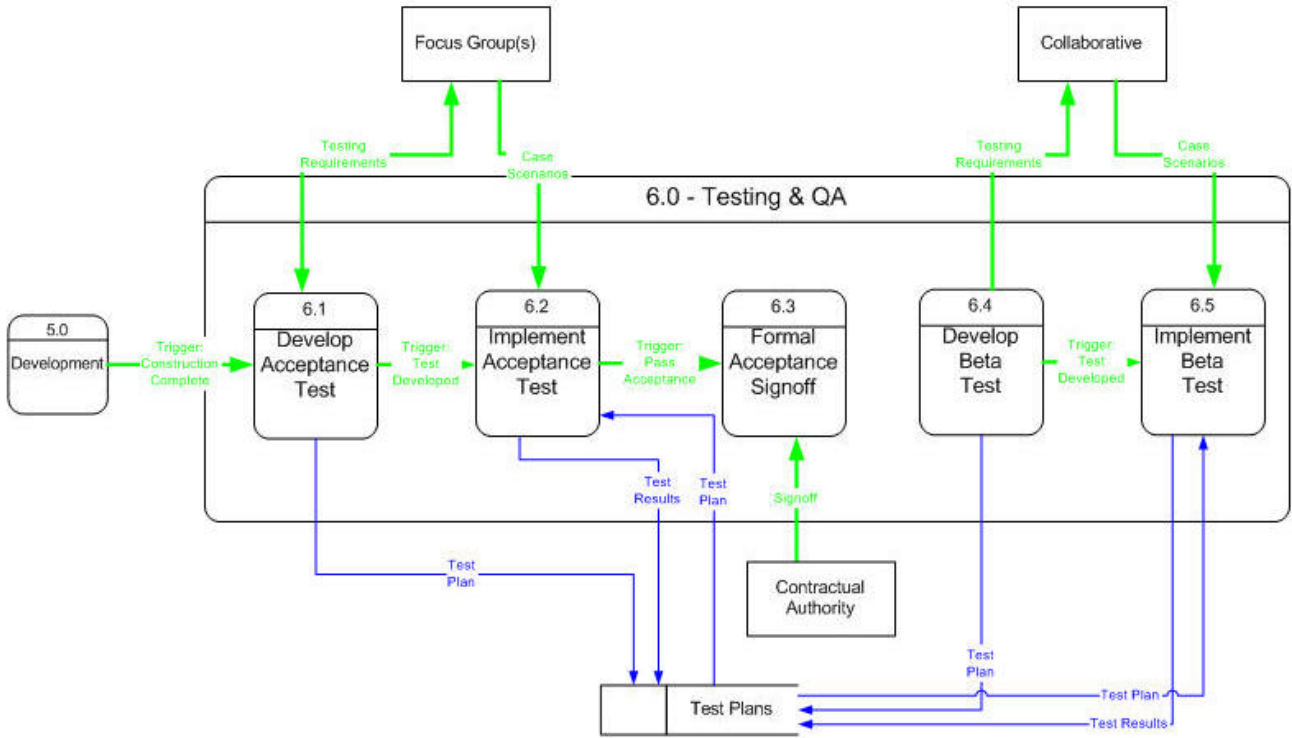 Focus Group(s)
Collaborative
Testing
Requirements
Case
Scenarios
Testing
Requirements
Case
Scenarios
6.0 - Testing & QA
5.0
Development
Trigger:
Construction
Complete
6.1
Develop
Acceptance
Test
Trigger:
Test
Developed
6.2
Implement
Acceptance
Test
Trigger:
Pass
Acceptance
6.3
Formal
Acceptance
Signoff
6.4
Develop
Beta
Test
Trigger:
Test
Developed
6.5
Implement
Beta
Test
Test
Results
Test
Plan
Signoff
Test
Plan
Contractual
Authority
Test
Plan
Test Plans
Test Plan
Test Results